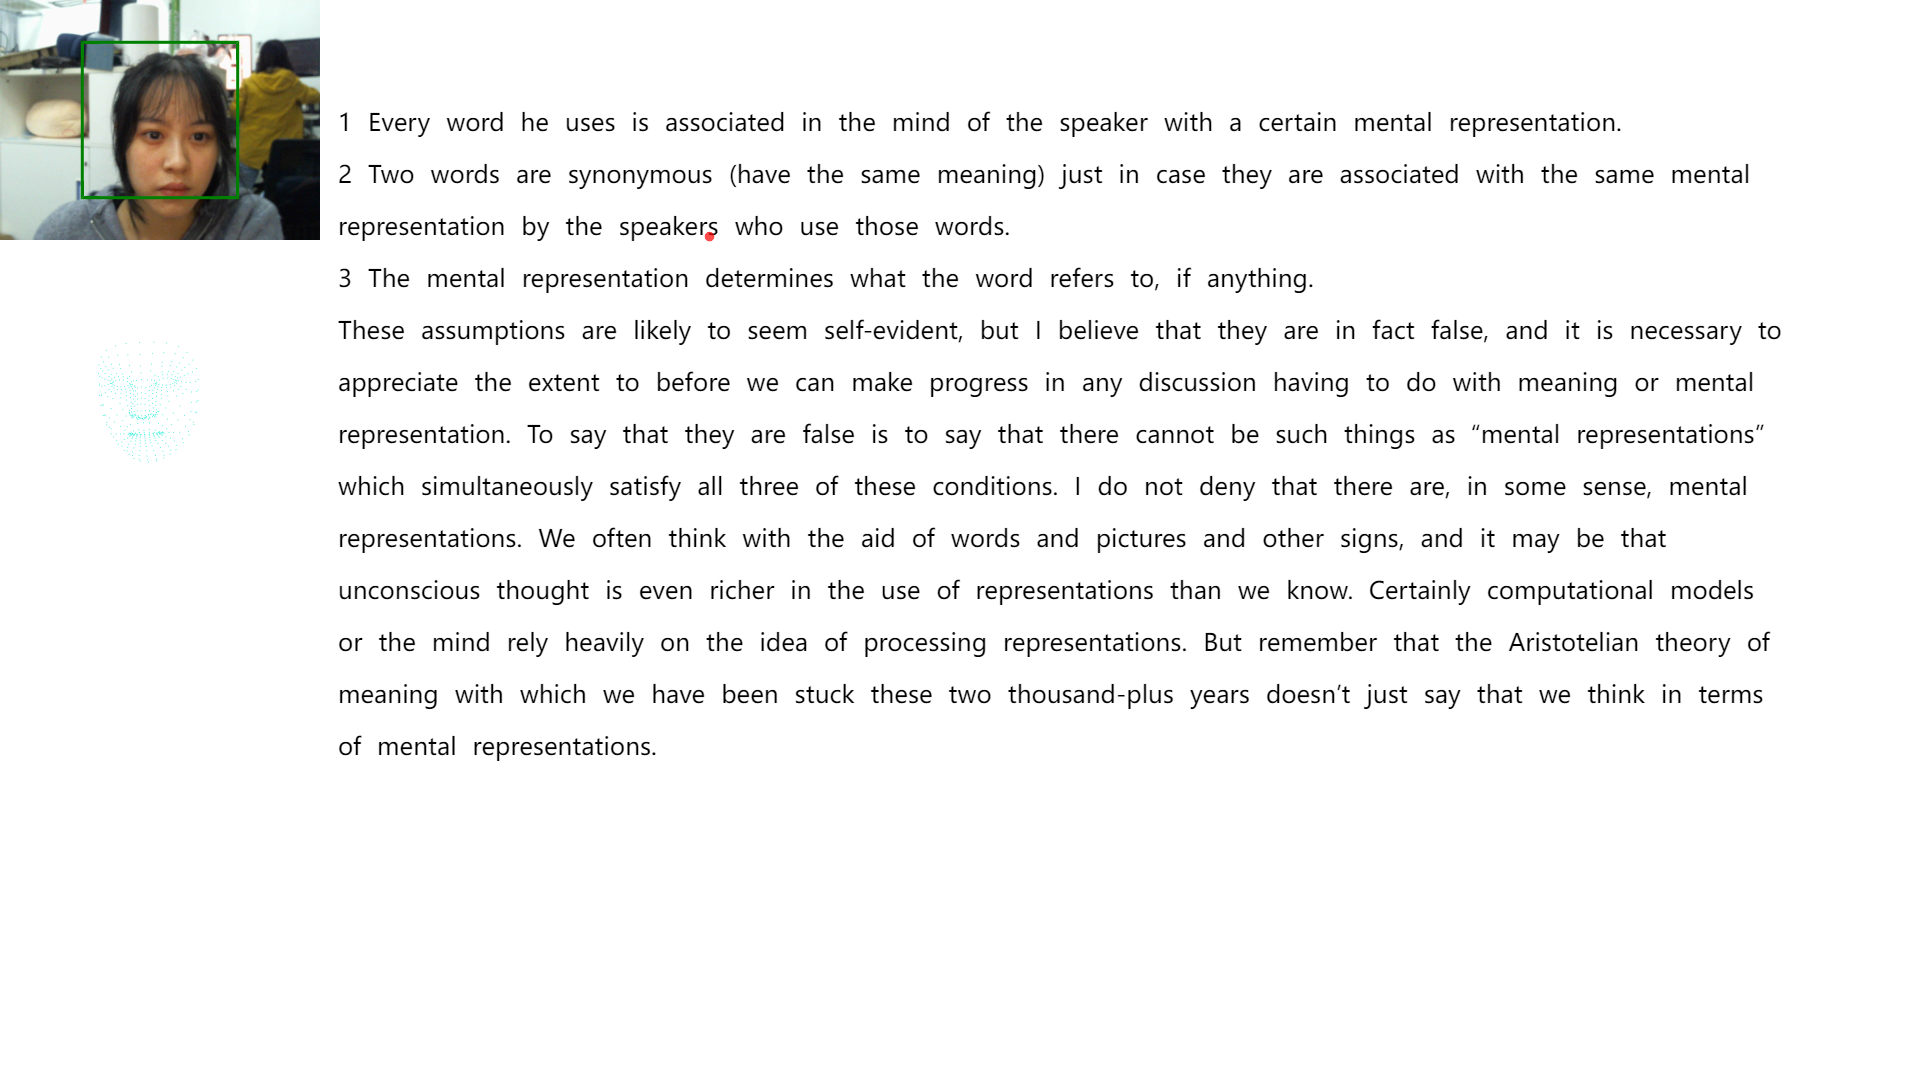 1 Every word he uses is associated in the mind of the speaker with a certain mental representation.
2 Two words are synonymous (have the same meaning) just in case they are associated with the same mental
representation by the speakers who use those words.
3 The mental representation determines what the word refers to, if anything.
These assumptions are likely to seem self-evident, but I believe that they are in fact false, and it is necessary to
appreciate the extent to before we can make progress in any discussion having to do with meaning or mental
representation. To say that they are false is to say that there cannot be such things as “mental representations”
which simultaneously satisfy all three of these conditions. I do not deny that there are, in some sense, mental
representations. We often think with the aid of words and pictures and other signs, and it may be that
unconscious thought is even richer in the use of representations than we know. Certainly computational models
or the mind rely heavily on the idea of processing representations. But remember that the Aristotelian theory of
meaning with which we have been stuck these two thousand-plus years doesn’t just say that we think in terms
of mental representations.